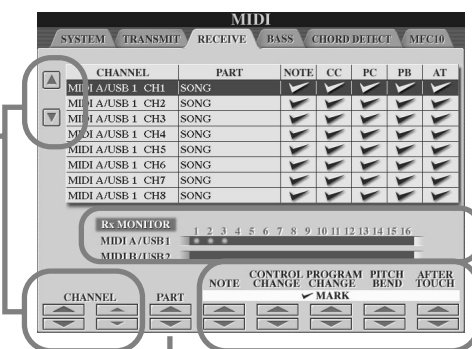 MIDI
SYSTEM TRANSMIT RECEIVE BASS CHORD DETECT MFC10
CHANNEL PART NOTE CC PC PB AT
MIDI A/USB 1 CH1 SONG
MIDI A/USB 1 CH2 SONG
MIDI A/USB 1 CH3 SONG
MIDI A/USB 1 CH4 SONG
MIDI A/USB 1 CH5 SONG
MIDI A/USB 1 CH6 SONG
MIDI A/USB 1 CH7 SONG
MIDI A/USB 1 CH8 SONG
Rx MONITOR 1 2 3 4 5 6 7 8 9 10 11 12 13 14 15 16
MIDI A/USB1
MIDI B/USB2
CHANNEL PART NOTE CONTROL CHANGE PROGRAM CHANGE PITCH BEND AFTER TOUCH
MARK